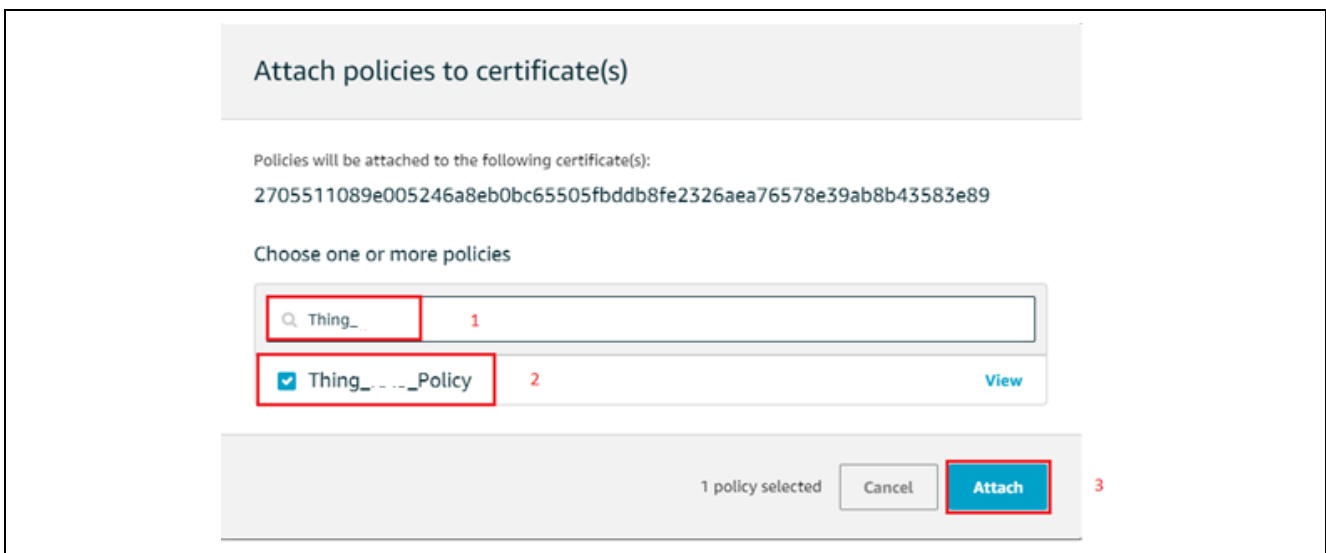 Attach policies to certificate(s)
Policies will be attached to the following certificate(s):
2705511089e005246a8eb0bc65505fbddb8fe2326aea76578e39ab8b43583e89
Choose one or more policies
Thing_ 1
Thing_ _Policy 2 View
1 policy selected Cancel Attach 3